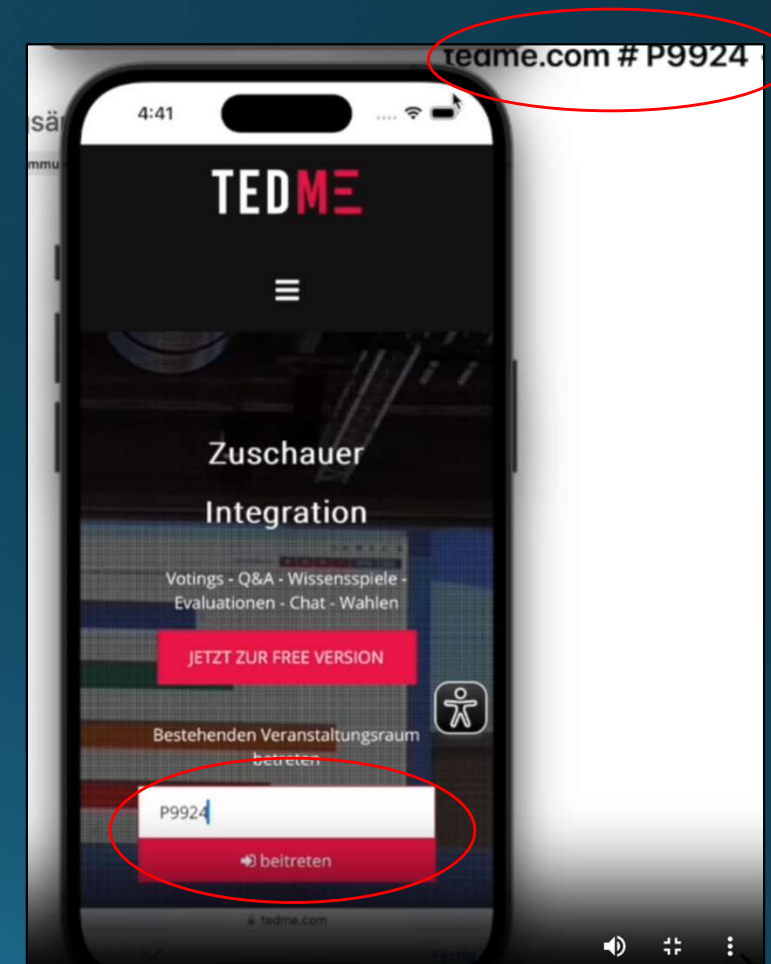 teame.com # P9924
4:41
TEDME
Zuschauer
Integration
Votings - Q&A - Wissensspiele -
Evaluationen - Chat - Wahlen
JETZT ZUR FREE VERSION
Bestehenden Veranstaltungsraum
betreten
P9924
beitreten
tedme.com
Fertig